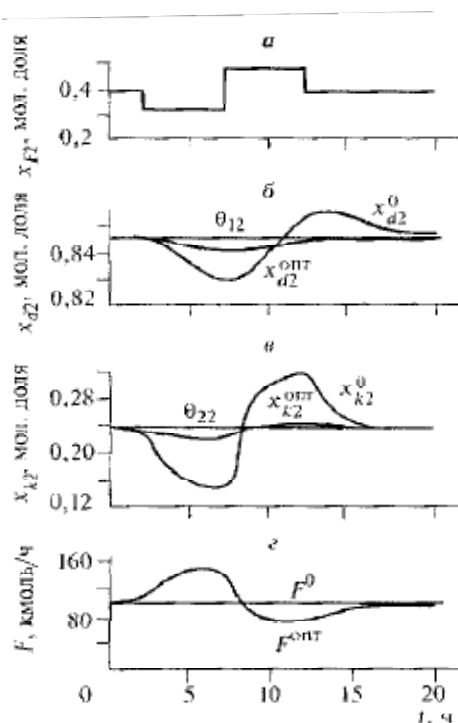 а
x_F2, мол. доля
0,4
0,2
б
x_d2, мол. доля
0,84
0,82
θ12
x_d2^опт
x_d2^0
в
x_k2, мол. доля
0,28
0,20
0,12
θ22
x_k2^опт
x_k2^0
г
F, кмоль/ч
160
80
F^0
F^опт
0 5 10 15 20
t, ч